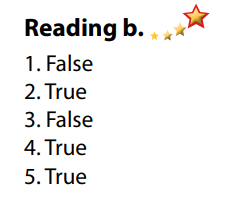 Reading b.
1. False
2. True
3. False
4. True
5. True